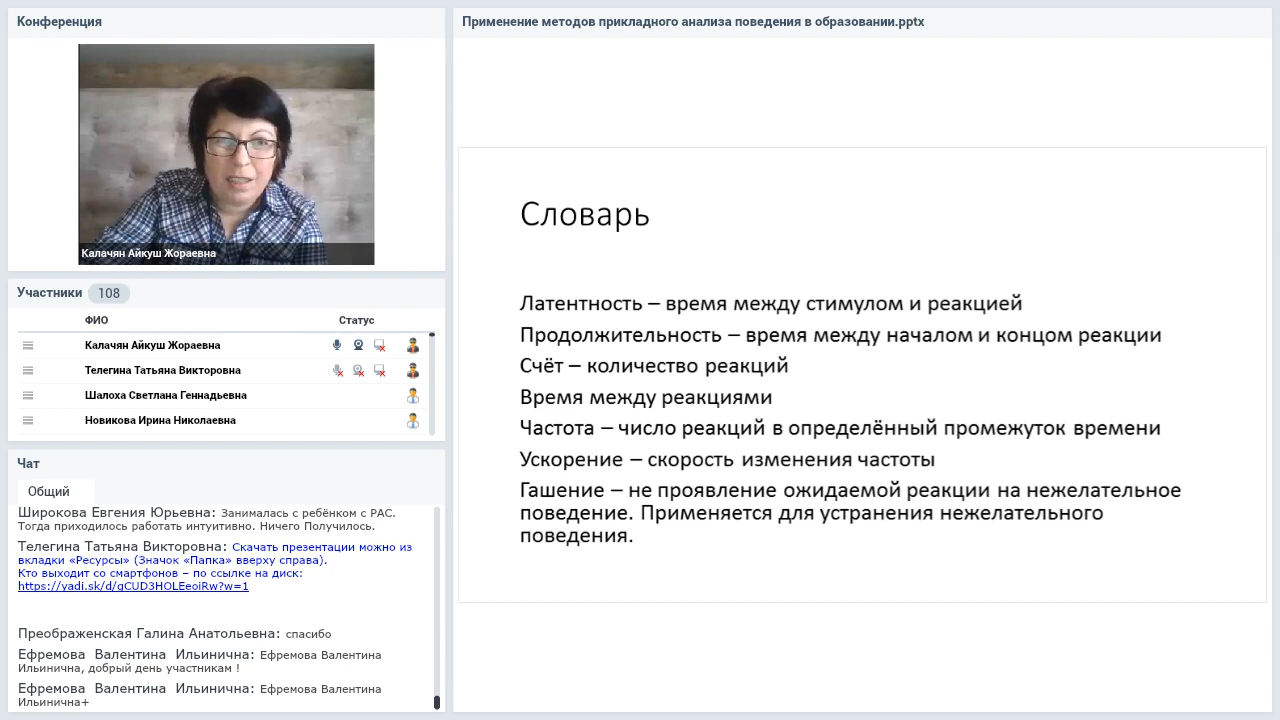 Конференция
Калачян Айкуш Жораевна
Участники 108
ФИО Статус
Калачян Айкуш Жораевна
Телегина Татьяна Викторовна
Шалоха Светлана Геннадьевна
Новикова Ирина Николаевна
Чат
Общий
Широкова Евгения Юрьевна: Занималась с ребёнком с РАС.
Тогда приходилось работать интуитивно. Ничего Получилось.
Телегина Татьяна Викторовна: Скачать презентации можно из
вкладки «Ресурсы» (Значок «Папка» вверху справа).
Кто выходит со смартфонов – по ссылке на диск:
https://yadi.sk/d/gCUD3HOLEeoiRw?w=1
Преображенская Галина Анатольевна: спасибо
Ефремова Валентина Ильинична: Ефремова Валентина
Ильинична, добрый день участникам !
Ефремова Валентина Ильинична: Ефремова Валентина
Ильинична+
Применение методов прикладного анализа поведения в образовании.pptx
Словарь
Латентность – время между стимулом и реакцией
Продолжительность – время между началом и концом реакции
Счёт – количество реакций
Время между реакциями
Частота – число реакций в определённый промежуток времени
Ускорение – скорость изменения частоты
Гашение – не проявление ожидаемой реакции на нежелательное
поведение. Применяется для устранения нежелательного
поведения.